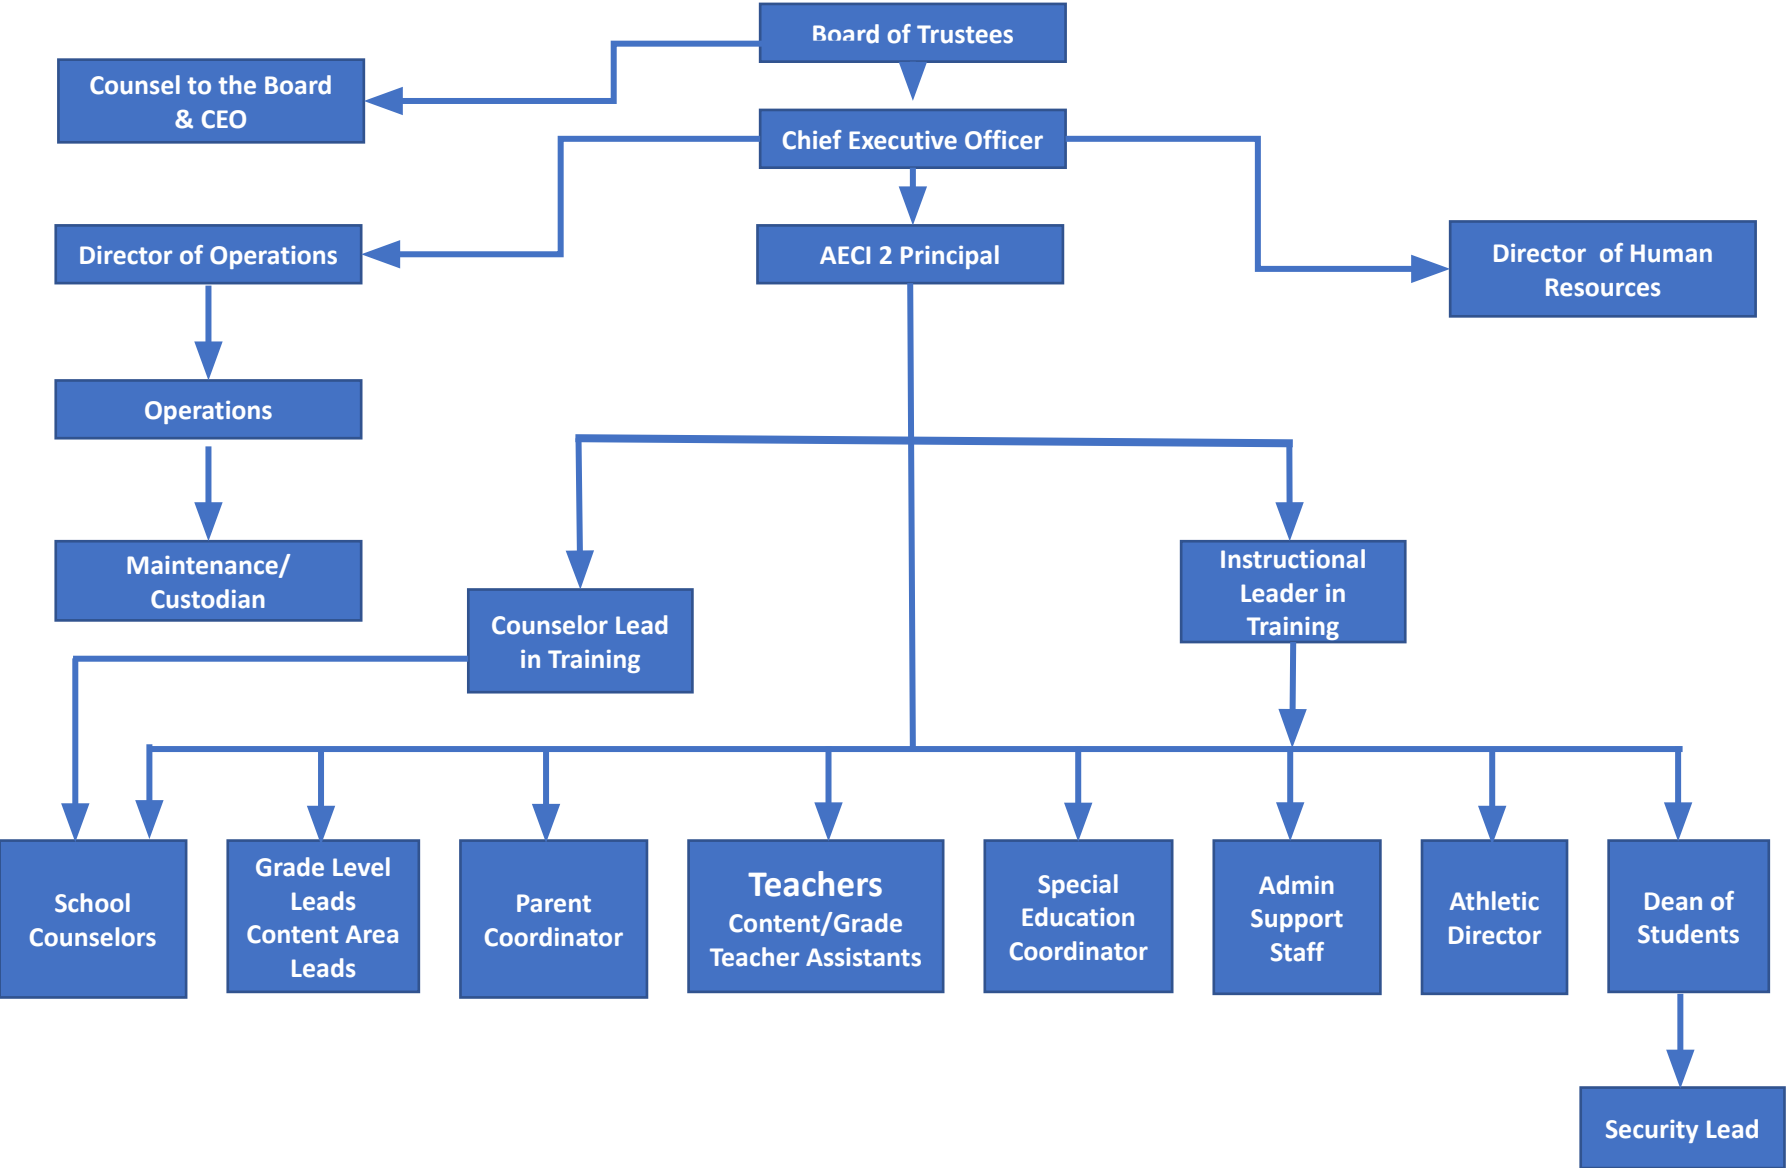 Board of Trustees
Counsel to the Board
& CEO
Chief Executive Officer
Director of Operations
AECI 2 Principal
Director of Human
Resources
Operations
Maintenance/
Custodian
Counselor Lead
in Training
Instructional
Leader in
Training
School
Counselors
Grade Level
Leads
Content Area
Leads
Parent
Coordinator
Teachers
Content/Grade
Teacher Assistants
Special
Education
Coordinator
Admin
Support
Staff
Athletic
Director
Dean of
Students
Security Lead